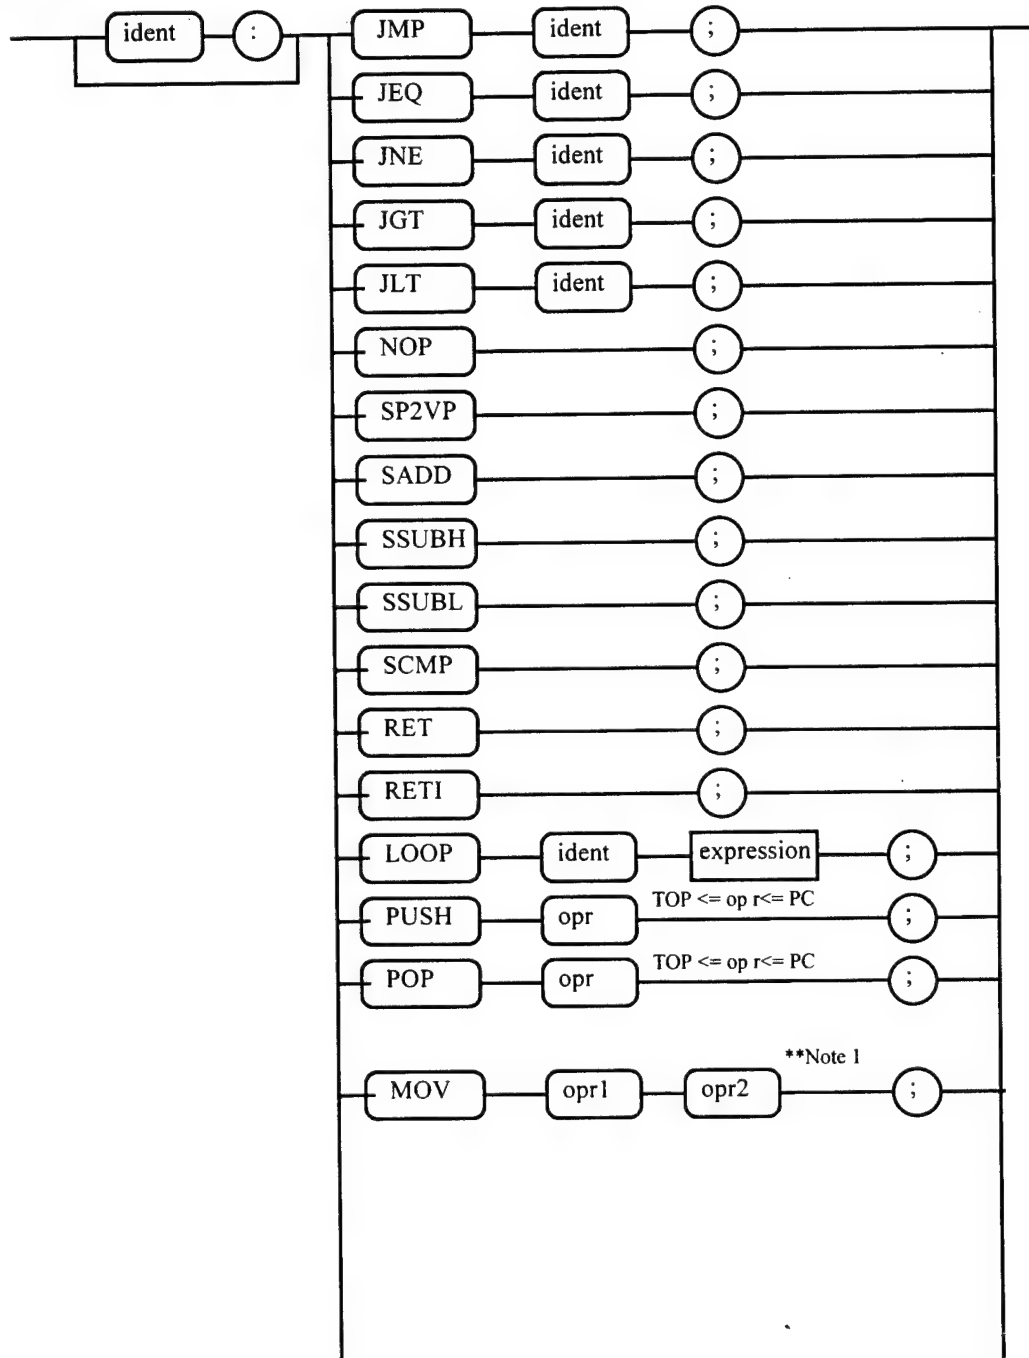 ident : JMP ident ;
JEQ ident ;
JNE ident ;
JGT ident ;
JLT ident ;
NOP ;
SP2VP ;
SADD ;
SSUBH ;
SSUBL ;
SCMP ;
RET ;
RETI ;
LOOP ident expression ;
PUSH opr TOP <= op r<= PC ;
POP opr TOP <= op r<= PC ;
**Note 1
MOV opr1 opr2 ;